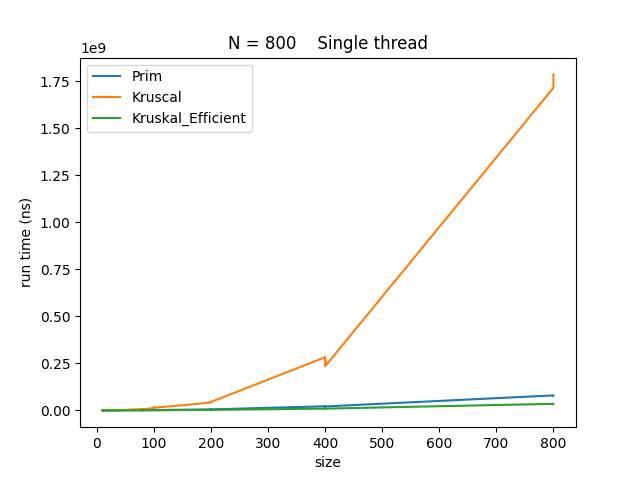 N = 800    Single thread
1e9
Prim
Kruscal
Kruskal_Efficient
1.75
1.50
1.25
1.00
0.75
0.50
0.25
0.00
run time (ns)
0 100 200 300 400 500 600 700 800
size